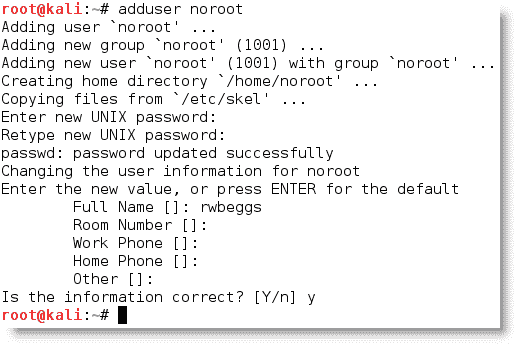 root@kali:~# adduser noroot
Adding user `noroot' ...
Adding new group `noroot' (1001) ...
Adding new user `noroot' (1001) with group `noroot' ...
Creating home directory `/home/noroot' ...
Copying files from `/etc/skel' ...
Enter new UNIX password:
Retype new UNIX password:
passwd: password updated successfully
Changing the user information for noroot
Enter the new value, or press ENTER for the default
        Full Name []: rwbeggs
        Room Number []:
        Work Phone []:
        Home Phone []:
        Other []:
Is the information correct? [Y/n] y
root@kali:~#